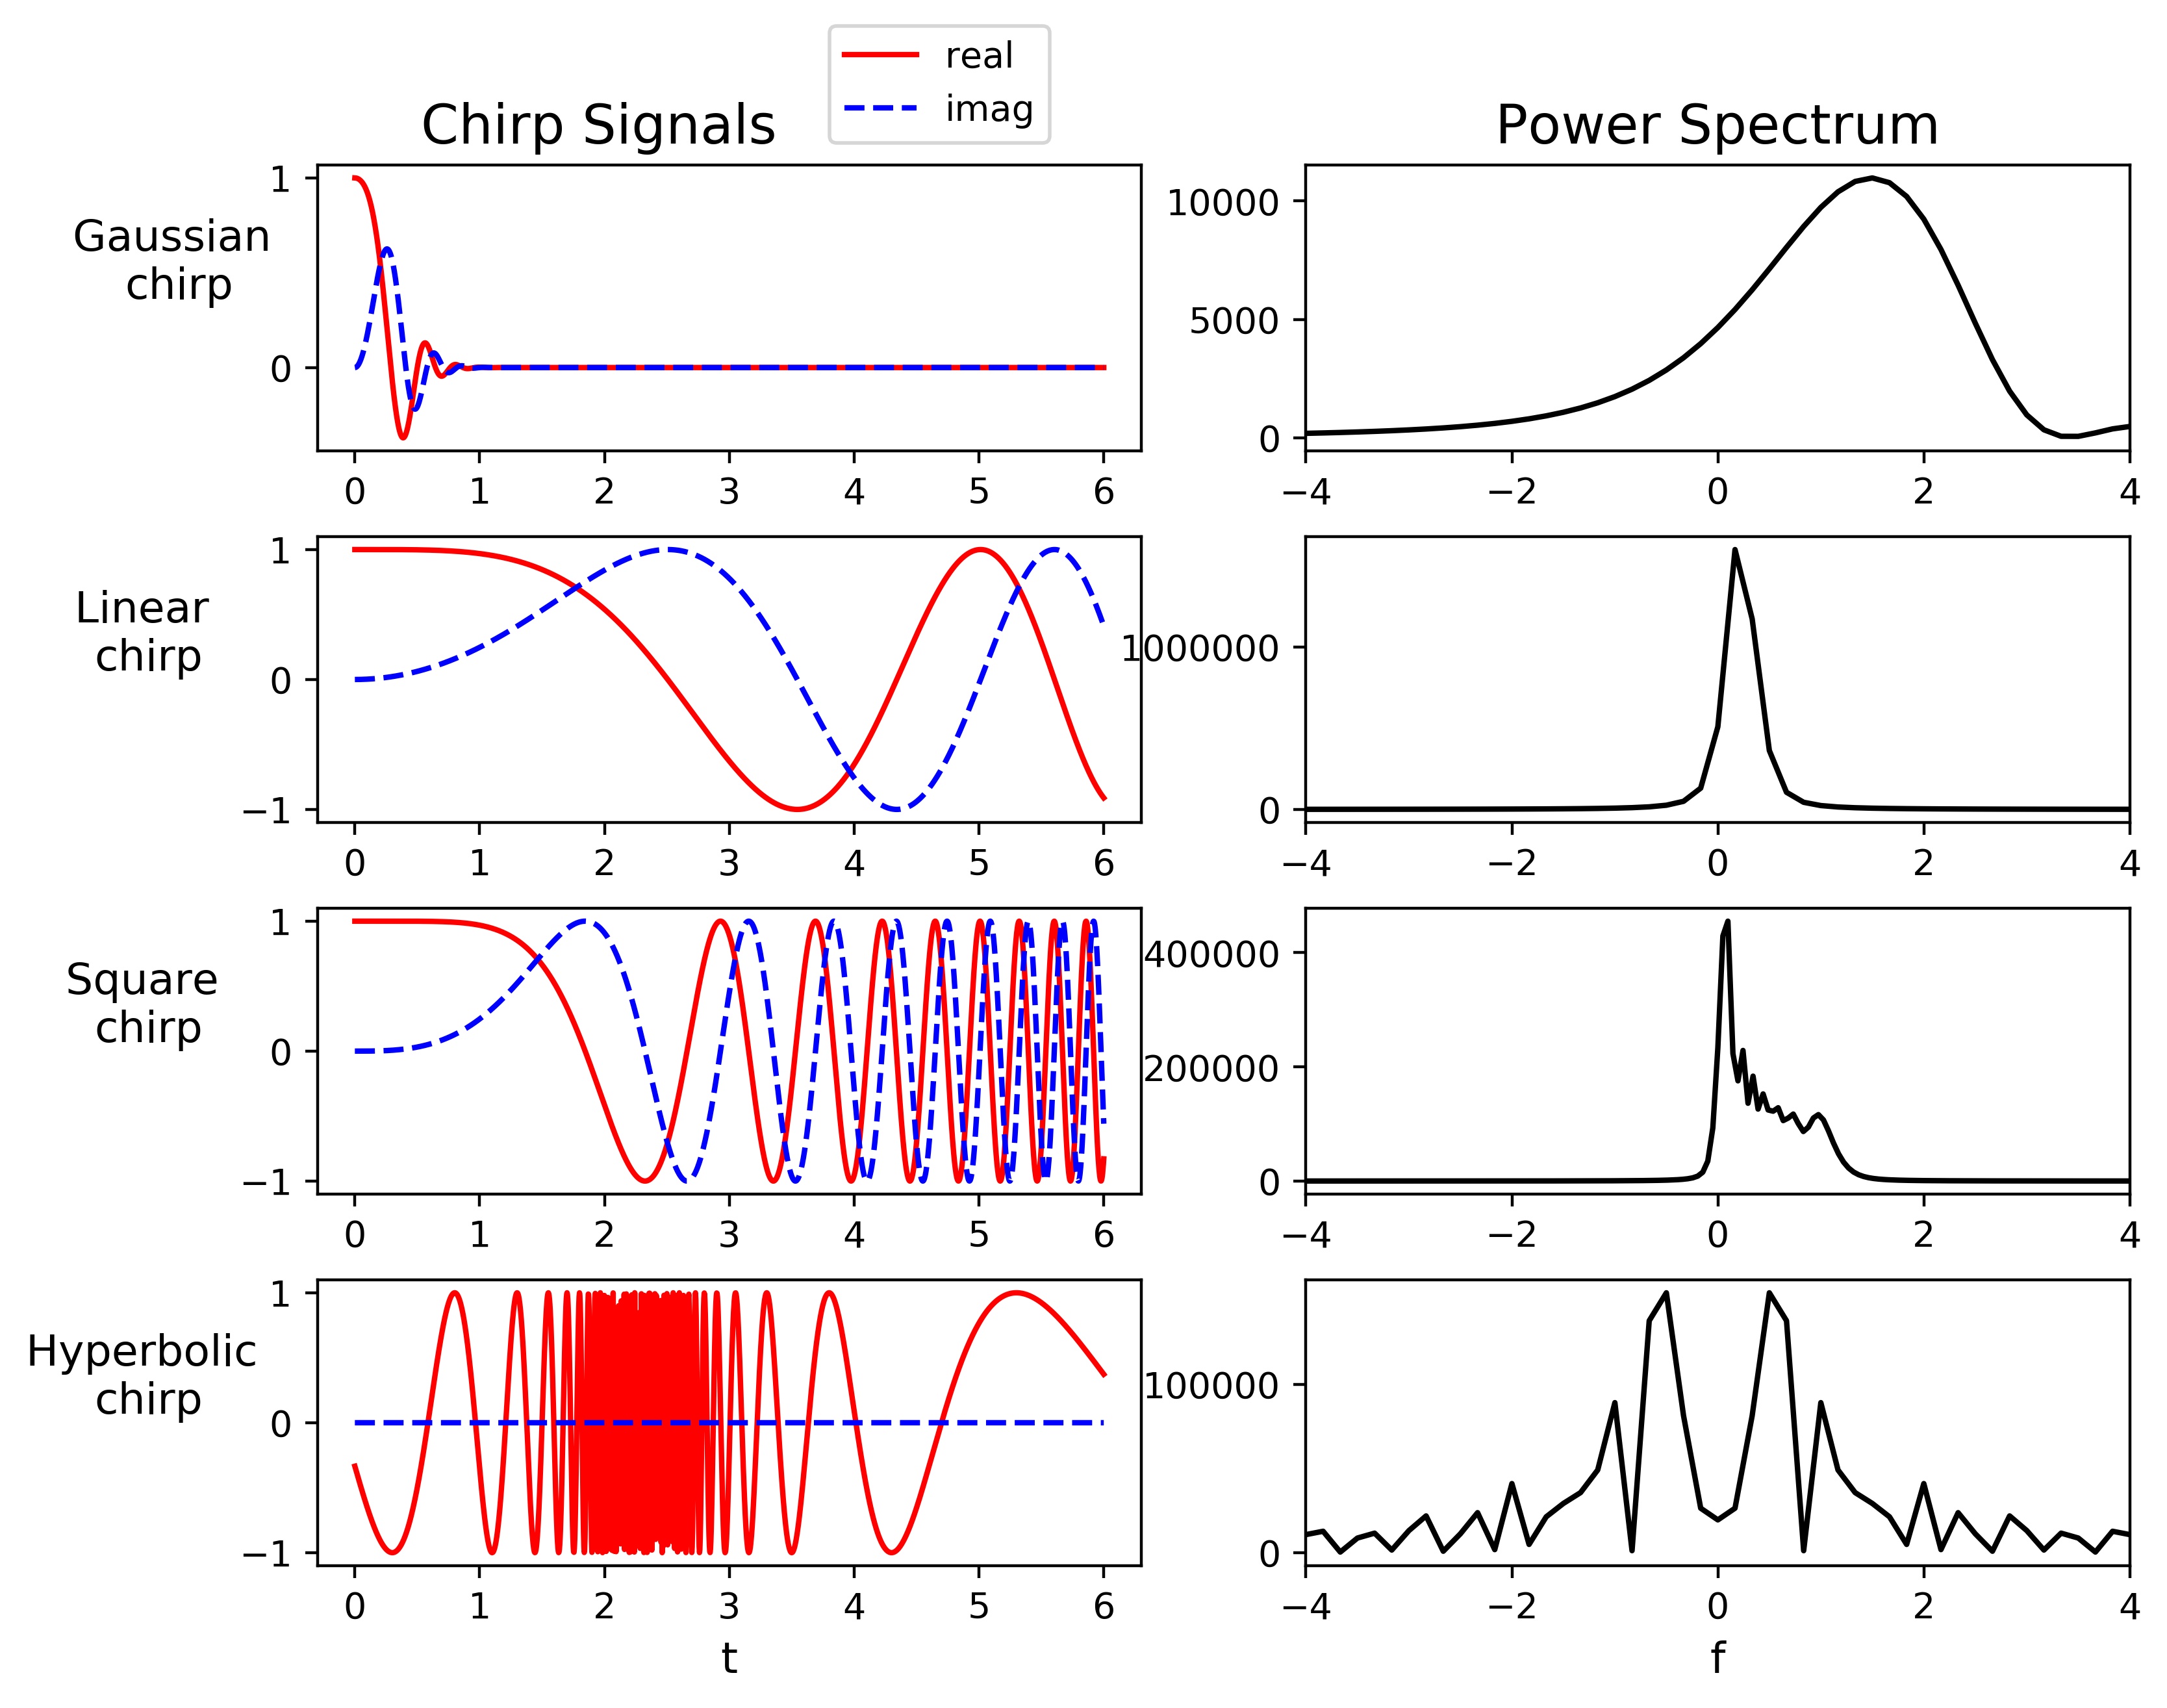 real
imag
Chirp Signals
Power Spectrum
Gaussian
chirp
1
0
0 1 2 3 4 5 6
10000
5000
0
−4 −2 0 2 4
Linear
chirp
1
0
−1
0 1 2 3 4 5 6
1000000
0
−4 −2 0 2 4
Square
chirp
1
0
−1
0 1 2 3 4 5 6
400000
200000
0
−4 −2 0 2 4
Hyperbolic
chirp
1
0
−1
0 1 2 3 4 5 6
t
100000
0
−4 −2 0 2 4
f